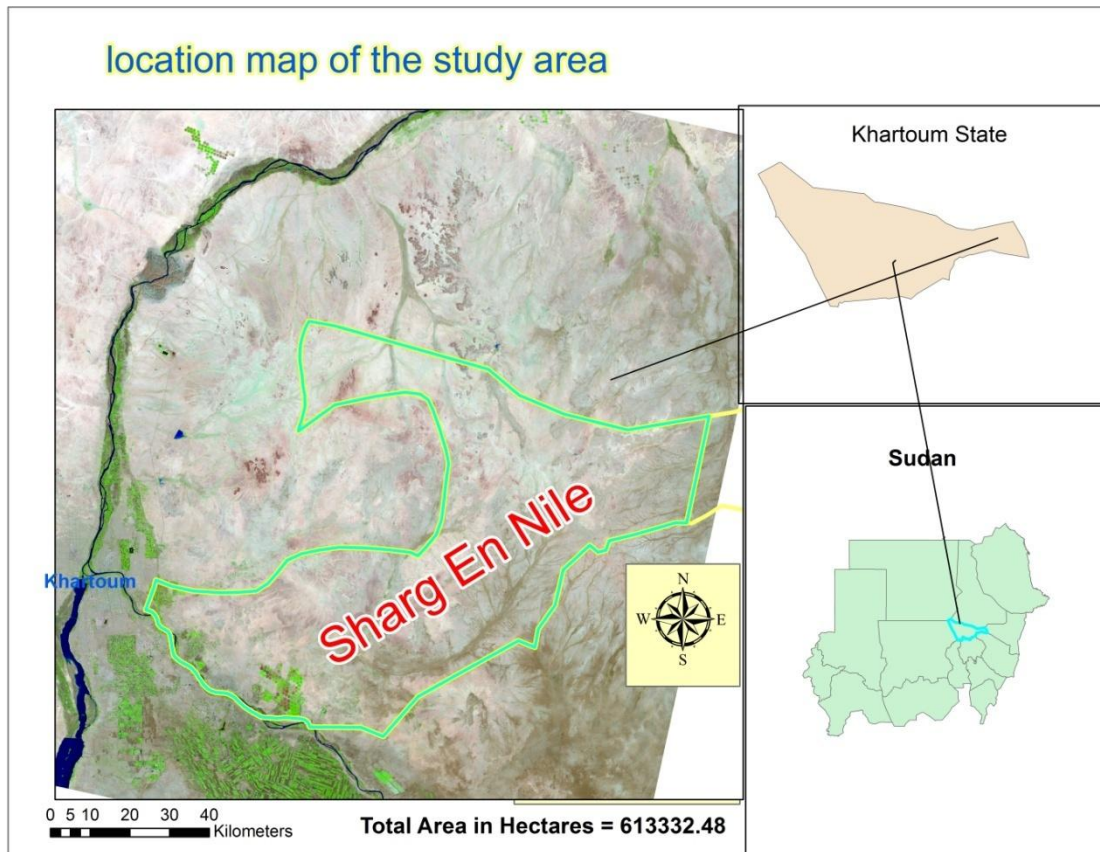 location map of the study area
Khartoum State
Sudan
Sharg En Nile
Khartoum
N
W E
S
0 5 10 20 30 40
Kilometers
Total Area in Hectares = 613332.48